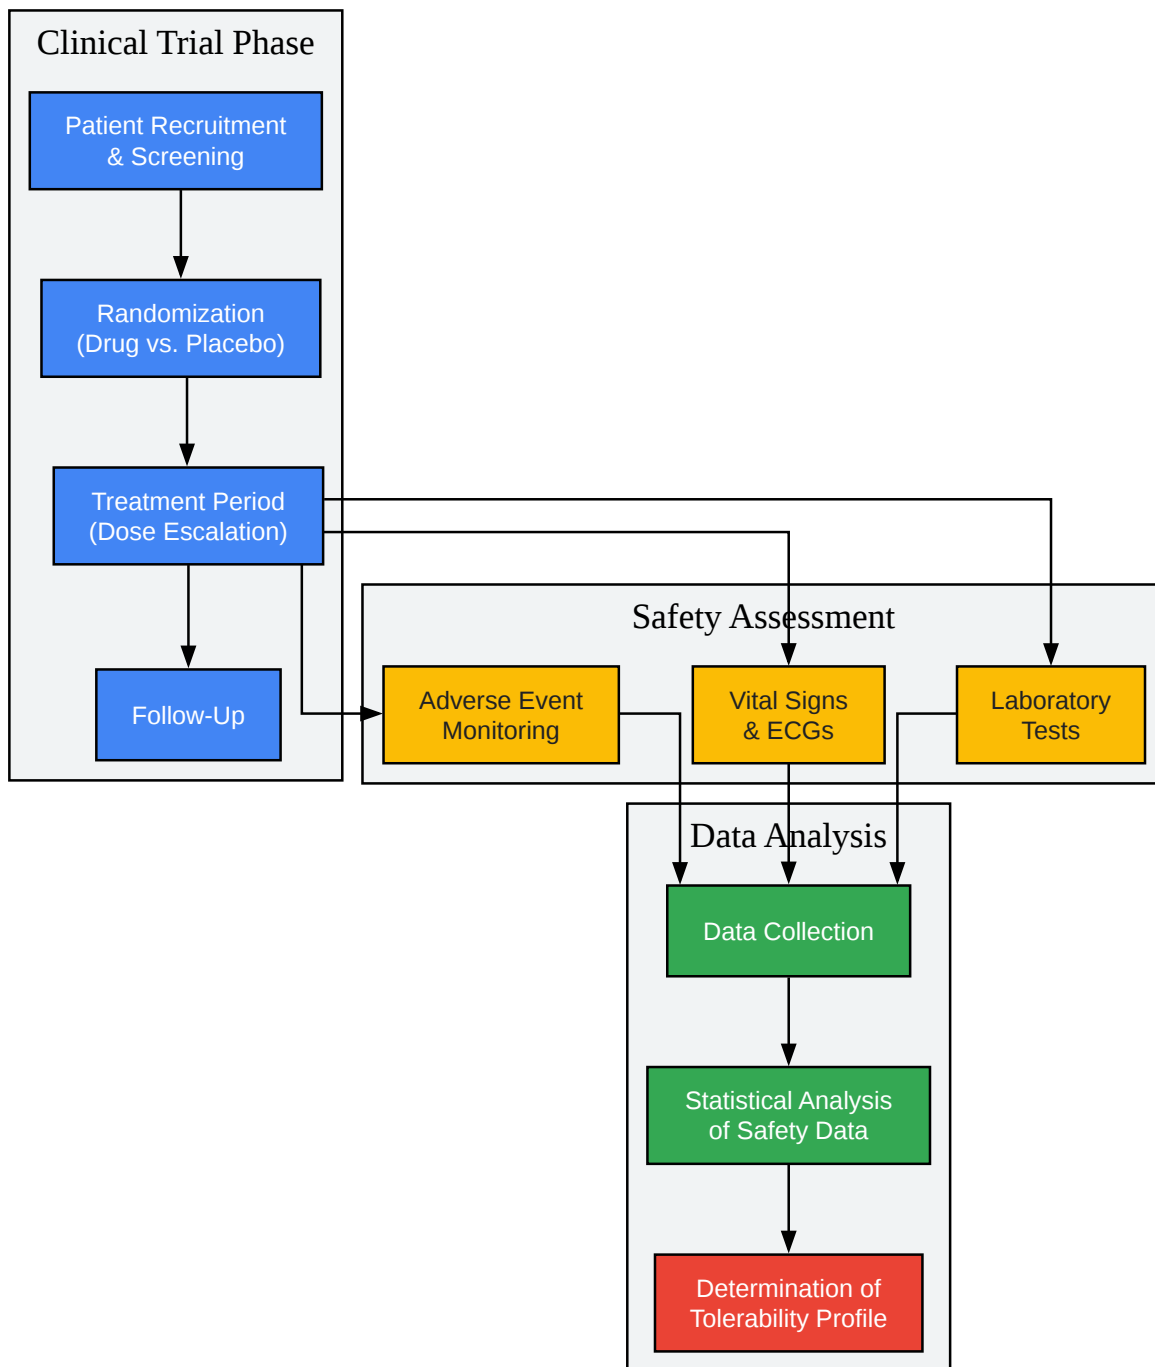 Clinical Trial Phase
Patient Recruitment
& Screening
Randomization
(Drug vs. Placebo)
Treatment Period
(Dose Escalation)
Follow-Up
Safety Assessment
Adverse Event
Monitoring
Vital Signs
& ECGs
Laboratory
Tests
Data Analysis
Data Collection
Statistical Analysis
of Safety Data
Determination of
Tolerability Profile